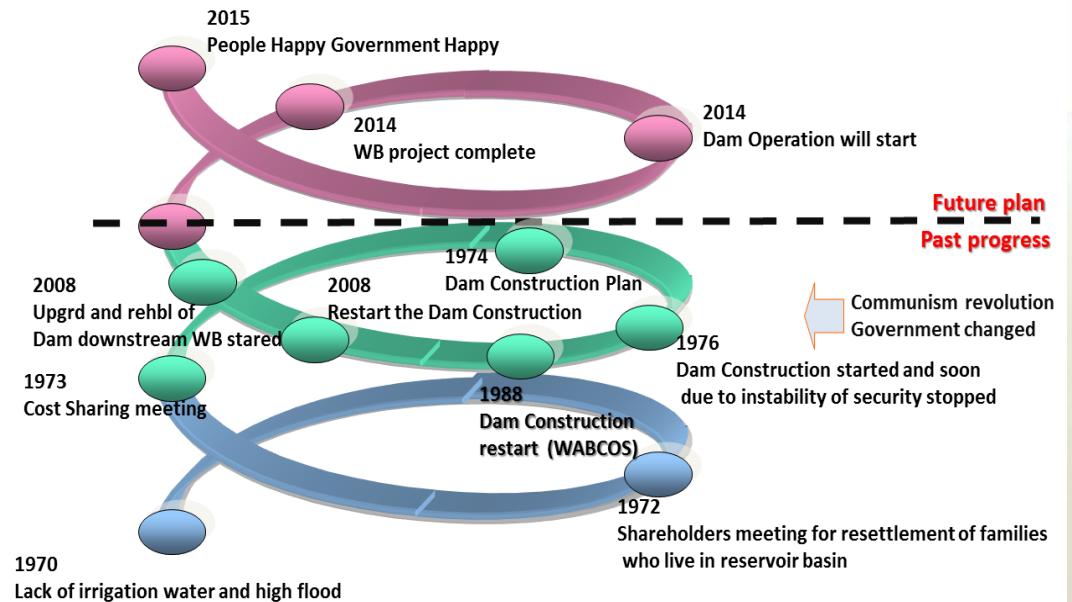 2015
People Happy Government Happy
2014
WB project complete
2014
Dam Operation will start
Future plan
Past progress
1974
Dam Construction Plan
2008
Upgrd and rehbl of
Dam downstream WB stared
2008
Restart the Dam Construction
Communism revolution
Government changed
1976
Dam Construction started and soon
due to instability of security stopped
1973
Cost Sharing meeting
1988
Dam Construction
restart (WABCOS)
1972
Shareholders meeting for resettlement of families
who live in reservoir basin
1970
Lack of irrigation water and high flood